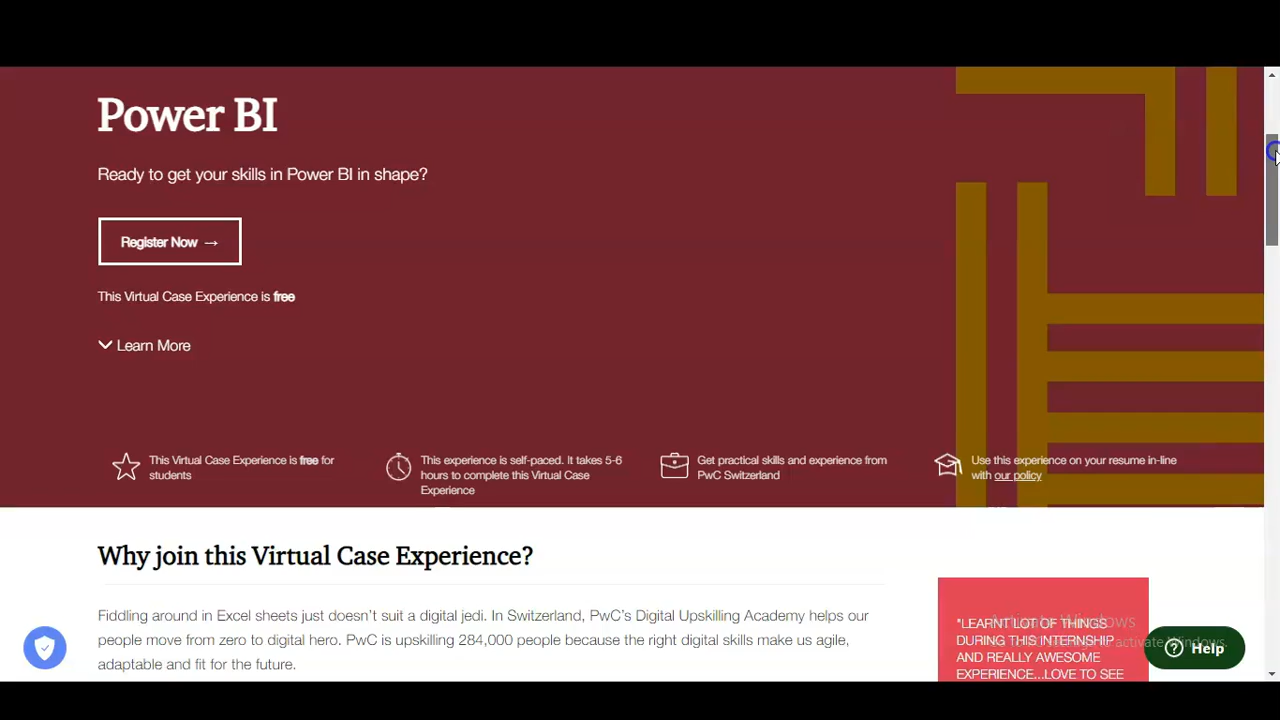 Power BI
Ready to get your skills in Power BI in shape?
Register Now →
This Virtual Case Experience is free
Learn More
This Virtual Case Experience is free for
students
This experience is self-paced. It takes 5-6
hours to complete this Virtual Case
Experience
Get practical skills and experience from
PwC Switzerland
Use this experience on your resume in-line
with our policy
Why join this Virtual Case Experience?
Fiddling around in Excel sheets just doesn't suit a digital jedi. In Switzerland, PwC's Digital Upskilling Academy helps our
people move from zero to digital hero. PwC is upskilling 284,000 people because the right digital skills make us agile,
adaptable and fit for the future.
"LEARNT LOT OF THINGS
DURING THIS INTERNSHIP
AND REALLY AWESOME
EXPERIENCE...LOVE TO SEE
Activate Windows
activate Windows.
Help